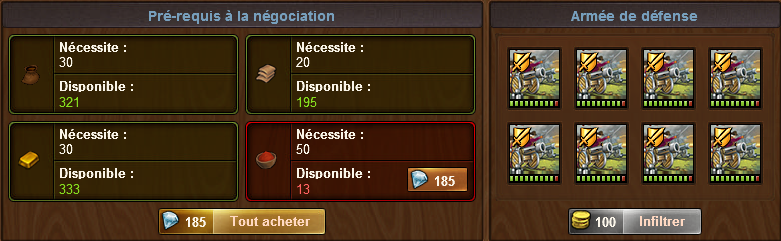 Pré-requis à la négociation
Nécessite :
30
Disponible :
321
Nécessite :
20
Disponible :
195
Nécessite :
30
Disponible :
333
Nécessite :
50
Disponible :
13
185
185 Tout acheter
Armée de défense
100 Infiltrer